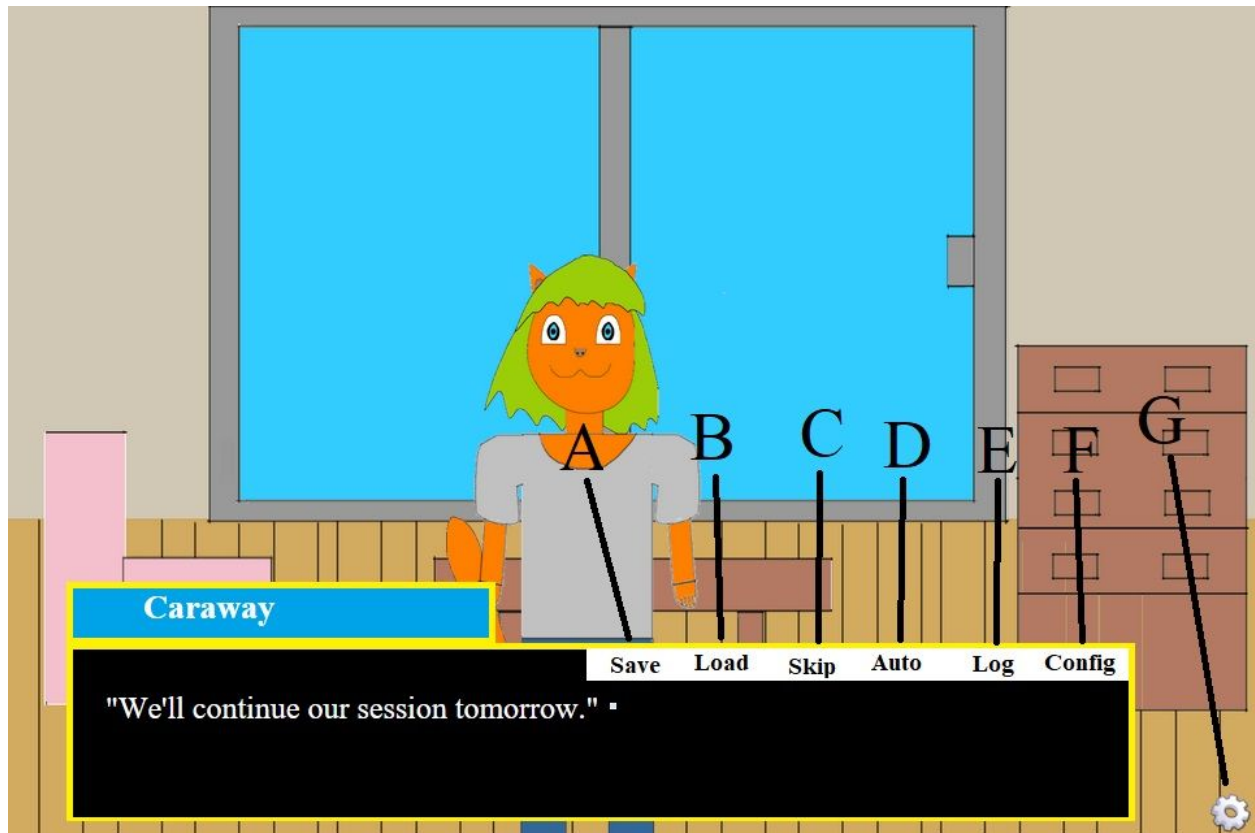 A B C D E F G
Caraway
Save Load Skip Auto Log Config
"We'll continue our session tomorrow."